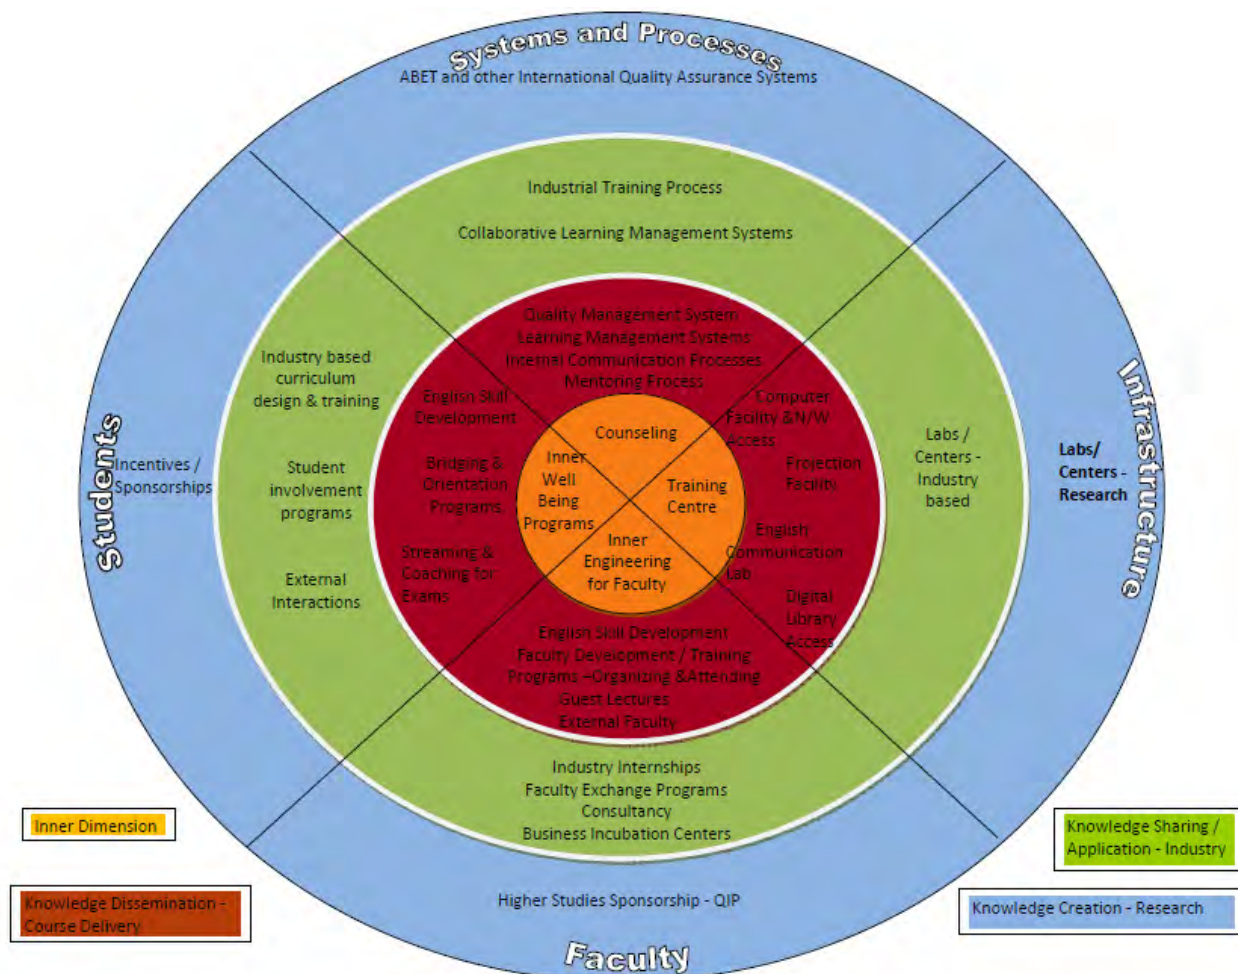 Systems and Processes
ABET and other International Quality Assurance Systems
Industrial Training Process
Collaborative Learning Management Systems
Quality Management System
Learning Management Systems
Internal Communication Processes
Mentoring Process
Counseling
Students
Incentives /
Sponsorships
Industry based
curriculum
design & training
Student
involvement
programs
External
Interactions
English Skill
Development
Bridging &
Orientation
Programs
Streaming &
Coaching for
Exams
Inner
Well
Being
Programs
Training
Centre
Inner
Engineering
for Faculty
Computer
Facility &N/W
Access
Projection
Facility
English
Communication
Lab
Digital
Library
Access
Labs /
Centers -
Industry
based
Labs/
Centers -
Research
Infrastructure
English Skill Development
Faculty Development / Training
Programs –Organizing &Attending
Guest Lectures
External Faculty
Industry Internships
Faculty Exchange Programs
Consultancy
Business Incubation Centers
Higher Studies Sponsorship - QIP
Faculty
Inner Dimension
Knowledge Dissemination -
Course Delivery
Knowledge Sharing /
Application - Industry
Knowledge Creation - Research